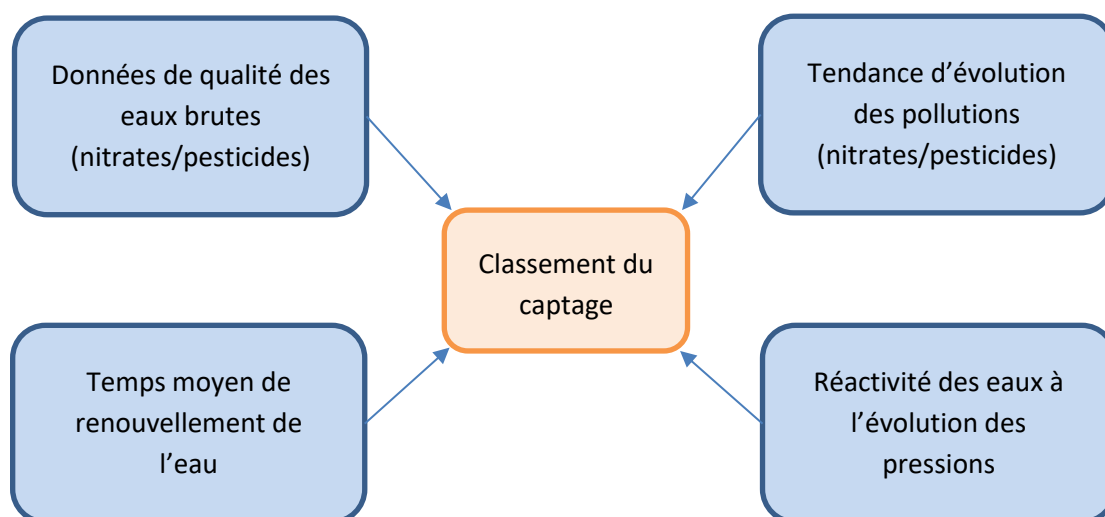 Données de qualité des
eaux brutes
(nitrates/pesticides)
Tendance d’évolution
des pollutions
(nitrates/pesticides)
Classement du
captage
Temps moyen de
renouvellement de
l’eau
Réactivité des eaux à
l’évolution des
pressions